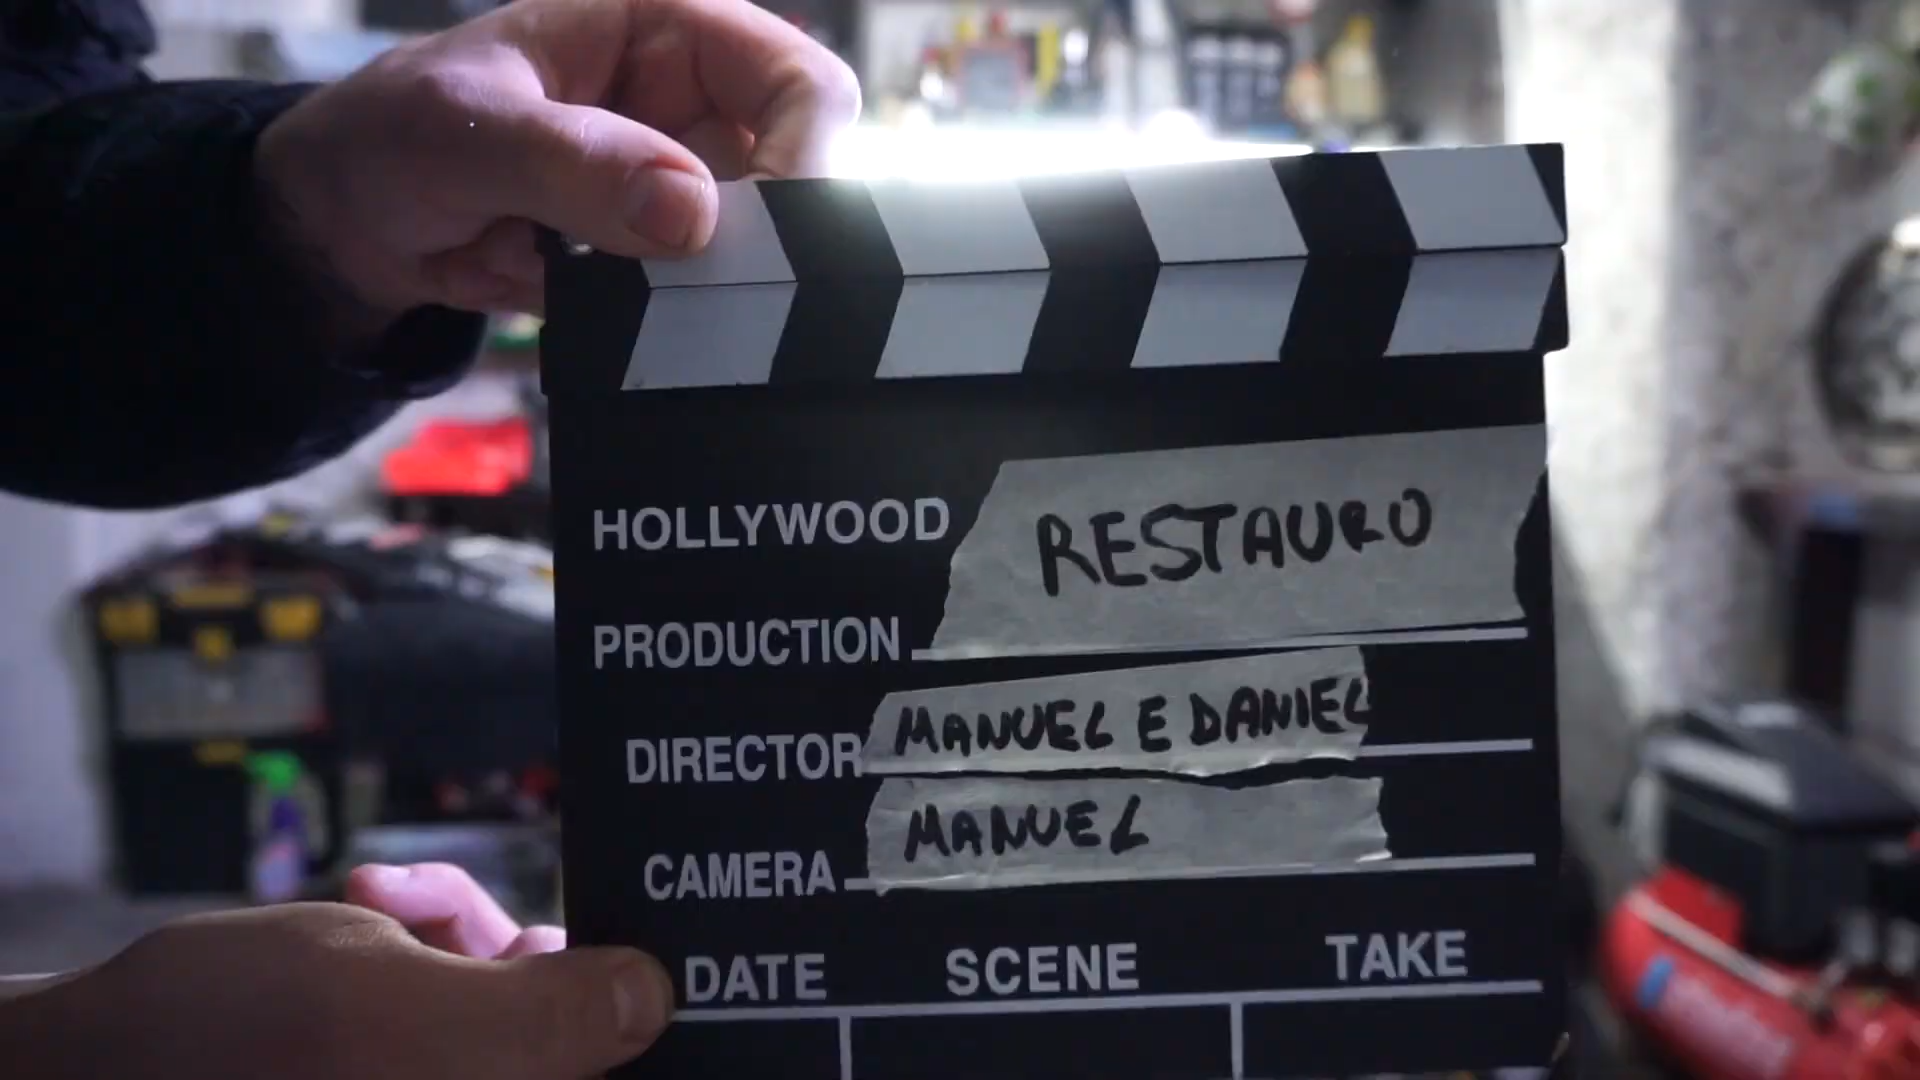 HOLLYWOOD RESTAURO
PRODUCTION
DIRECTOR MANUEL E DANIEL
CAMERA MANUEL
DATE SCENE TAKE